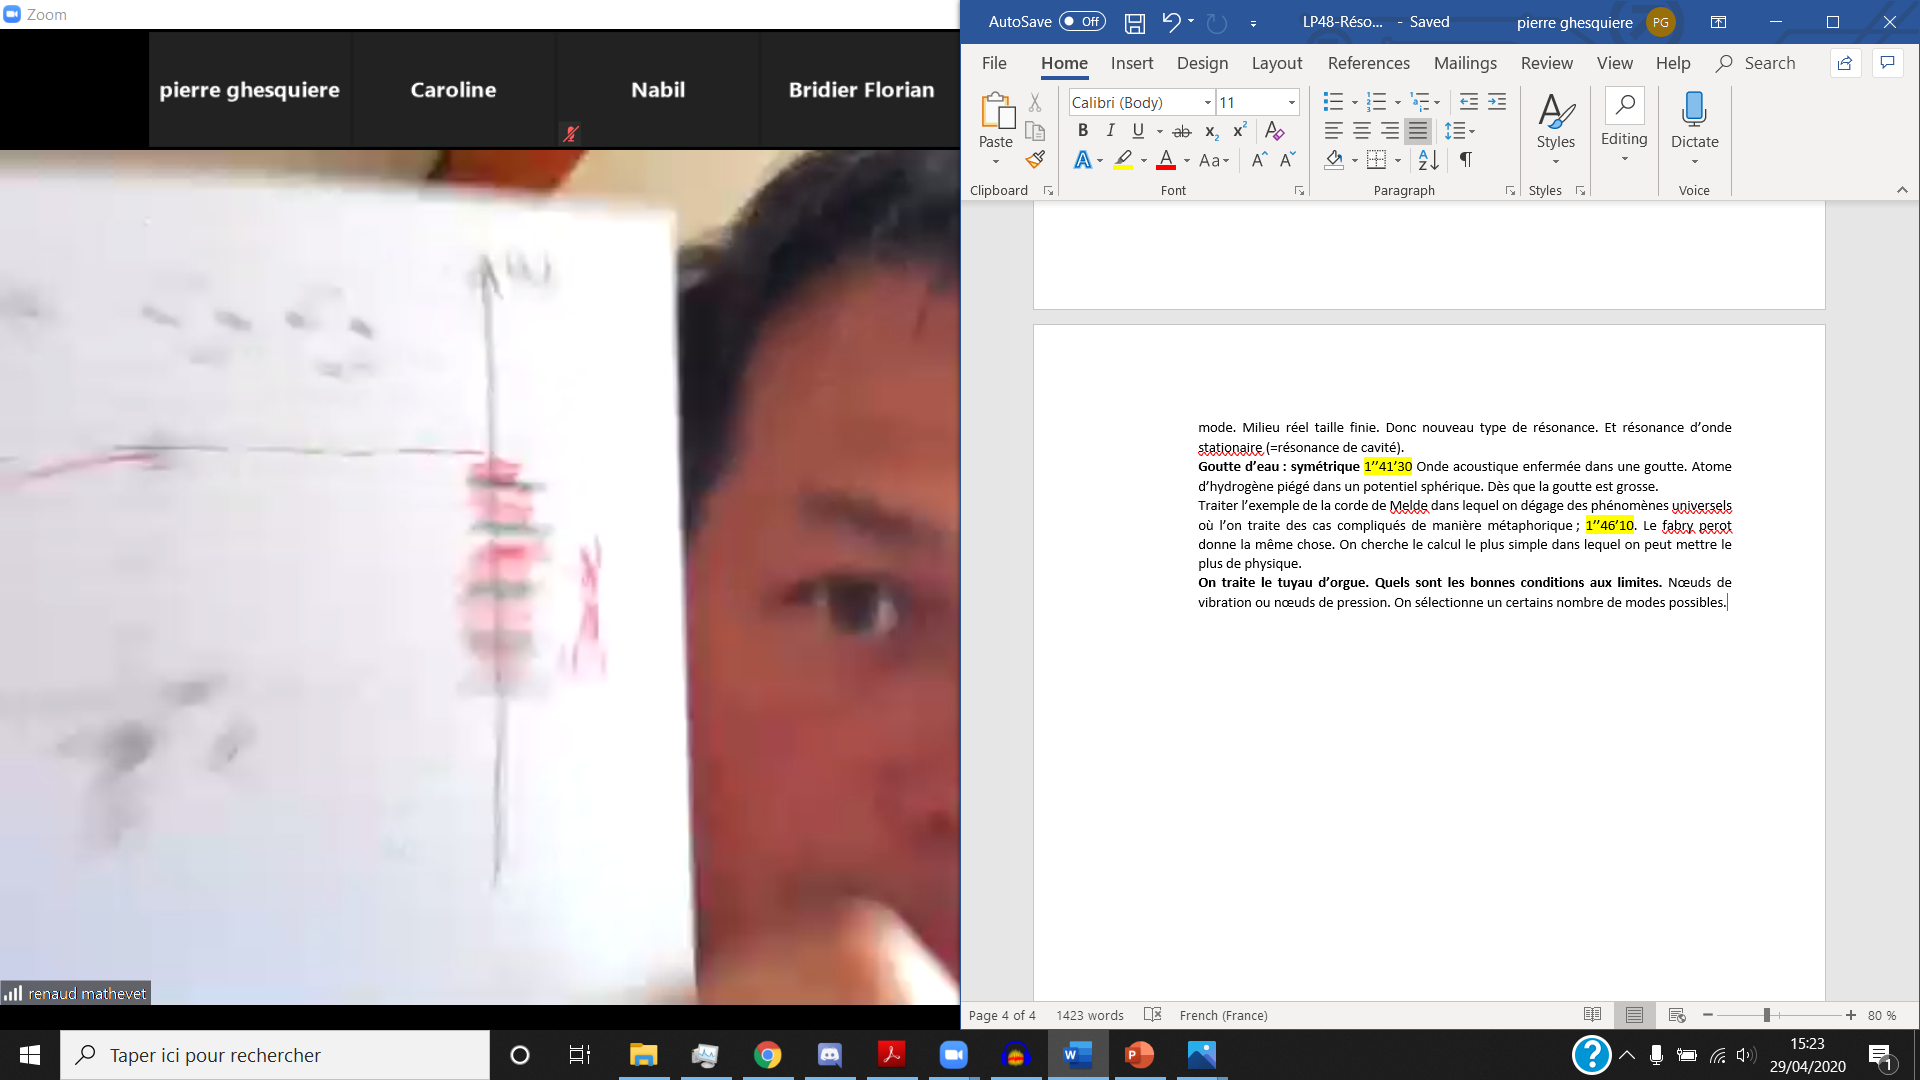 Zoom
pierre ghesquiere
Caroline
Nabil
Bridier Florian
renaud mathevet
AutoSave Off
LP48-Réso... - Saved
pierre ghesquiere PG
File Home Insert Design Layout References Mailings Review View Help Search
Paste
Calibri (Body) 11
Styles
Editing
Dictate
Clipboard Font Paragraph Styles Voice
mode. Milieu réel taille finie. Donc nouveau type de résonance. Et résonance d’onde
stationaire (=résonance de cavité).
Goutte d’eau : symétrique 1’’41’30 Onde acoustique enfermée dans une goutte. Atome
d’hydrogène piégé dans un potentiel sphérique. Dès que la goutte est grosse.
Traiter l’exemple de la corde de Melde dans lequel on dégage des phénomènes universels
où l’on traite des cas compliqués de manière métaphorique ; 1’’46’10. Le fabry perot
donne la même chose. On cherche le calcul le plus simple dans lequel on peut mettre le
plus de physique.
On traite le tuyau d’orgue. Quels sont les bonnes conditions aux limites. Nœuds de
vibration ou nœuds de pression. On sélectionne un certains nombre de modes possibles.
Page 4 of 4 1423 words French (France) 80 %
Taper ici pour rechercher
15:23
29/04/2020
1